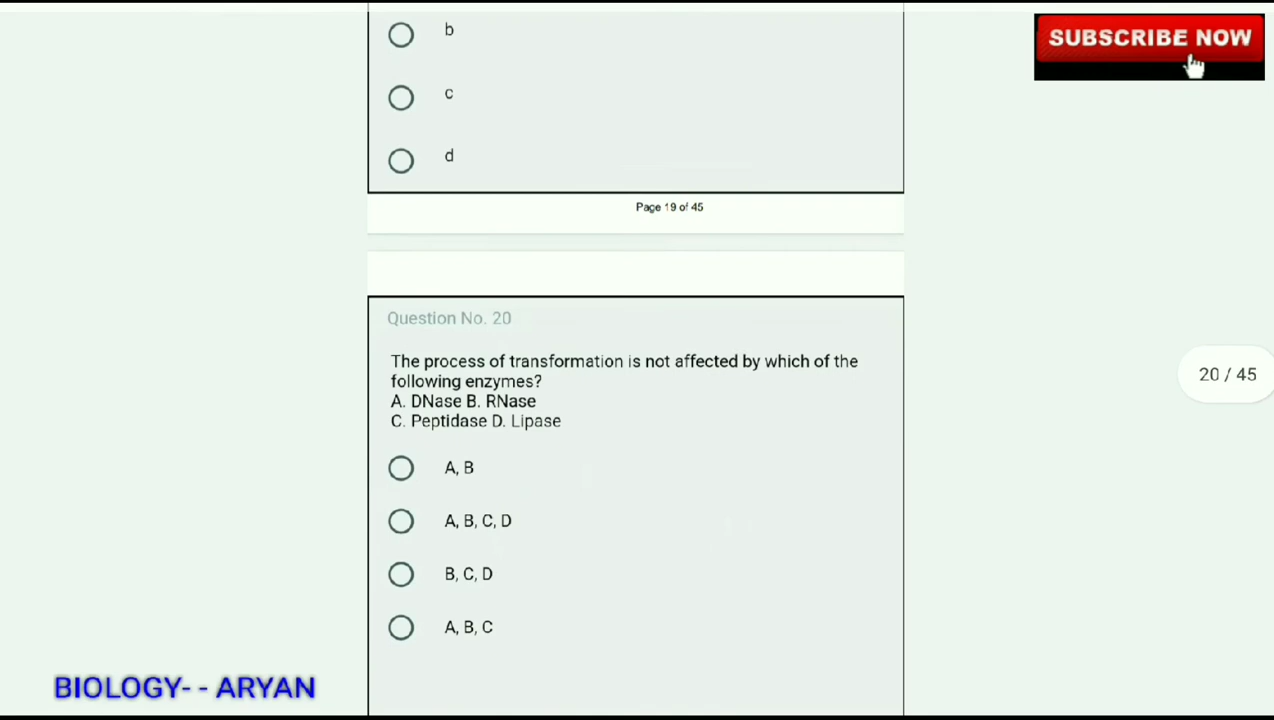 b
SUBSCRIBE NOW
c
d
Page 19 of 45
Question No. 20
The process of transformation is not affected by which of the
following enzymes?
A. DNase B. RNase
C. Peptidase D. Lipase
20 / 45
A, B
A, B, C, D
B, C, D
A, B, C
BIOLOGY- - ARYAN